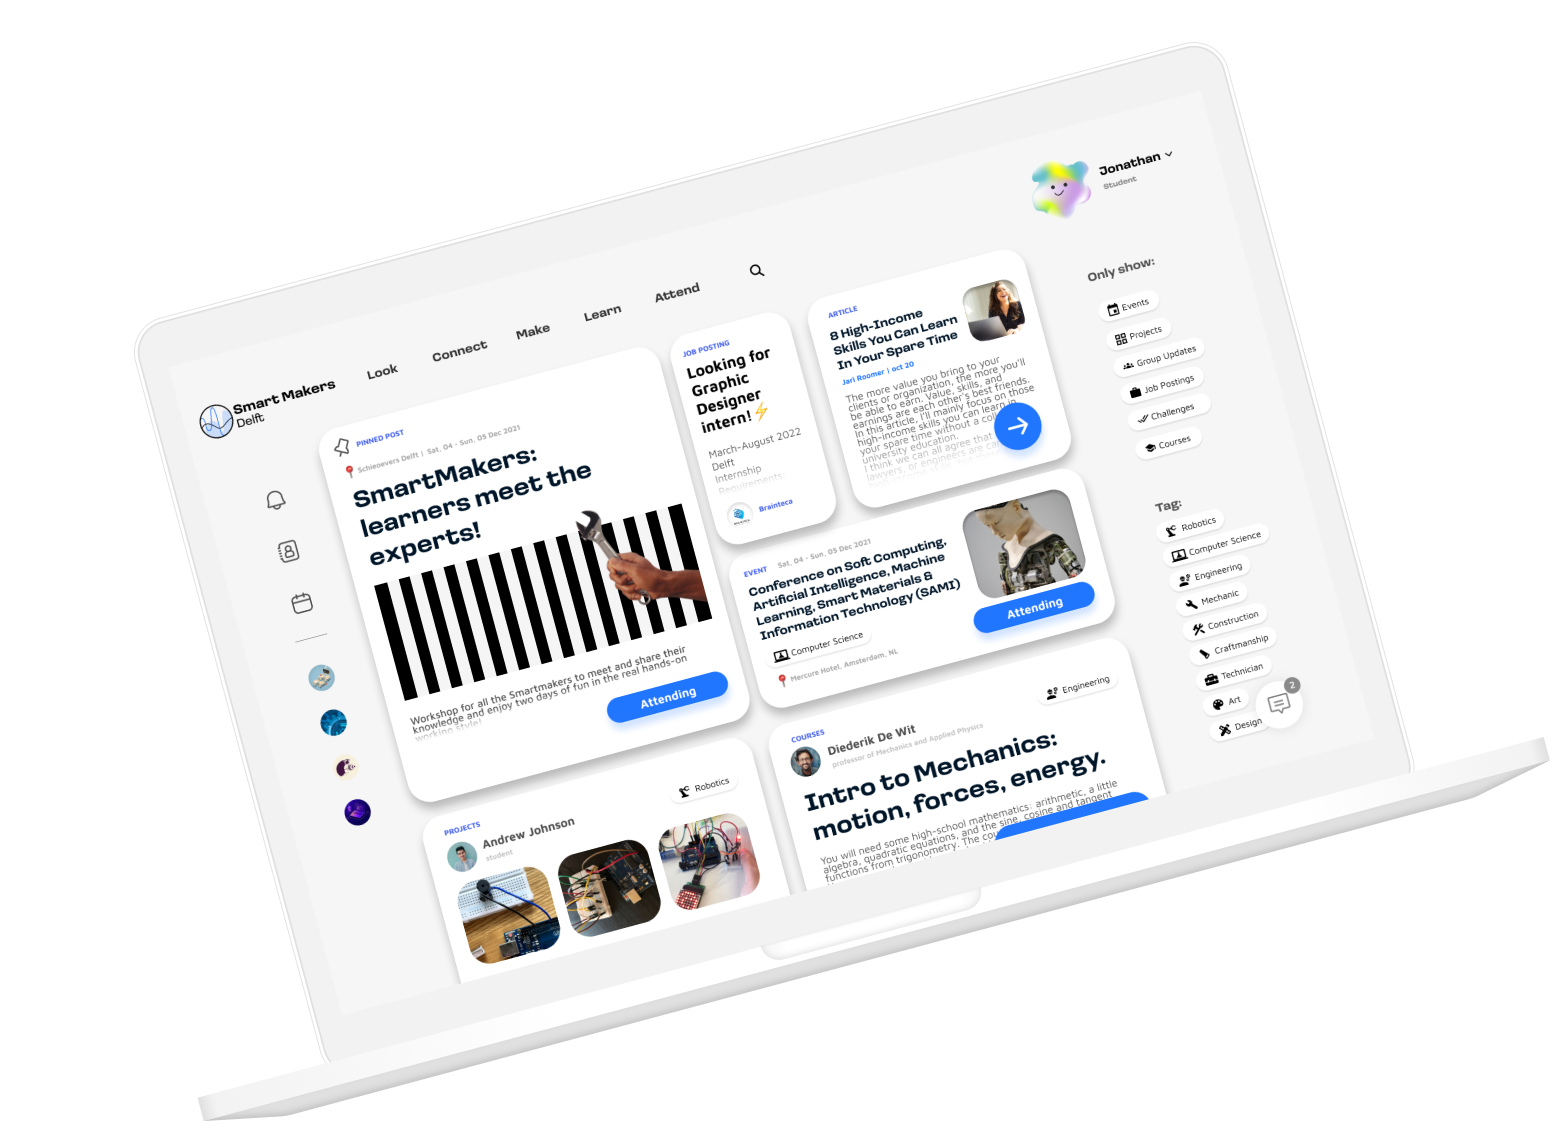 Smart Makers
Delft
Look
Connect
Make
Learn
Attend
Jonathan
Student
PINNED POST
Schieoevers Delft | Sat, 04 - Sun, 05 Dec 2021
SmartMakers:
learners meet the
experts!
Workshop for all the Smartmakers to meet and share their
knowledge and enjoy two days of fun in the real hands-on
working style!
Attending
JOB POSTING
Looking for
Graphic
Designer
intern!⚡
March-August 2022
Delft
Internship
Requirements:
Brainteca
ARTICLE
8 High-Income
Skills You Can Learn
In Your Spare Time
Jari Roomer | oct 20
The more value you bring to your
clients or organization, the more you'll
be able to earn. Value, skills, and
earnings are each other's best friends.
In this article, I'll mainly focus on those
high-income skills you can learn in
your spare time without a
university education.
I think we can all agree that
lawyers, or engineers are
EVENT
Sat, 04 - Sun, 05 Dec 2021
Conference on Soft Computing,
Artificial Intelligence, Machine
Learning, Smart Materials &
Information Technology (SAMI)
Computer Science
Mercure Hotel, Amsterdam, NL
Attending
PROJECTS
Robotics
Andrew Johnson
student
COURSES
Engineering
Diederik De Wit
professor of Mechanics and Applied Physics
Intro to Mechanics:
motion, forces, energy.
You will need some high-school mathematics: arithmetic, a little
algebra, quadratic equations, and the sine, cosine and tangent
functions from trigonometry. The
Only show:
Events
Projects
Group Updates
Job Postings
Challenges
Courses
Tag:
Robotics
Computer Science
Engineering
Mechanic
Construction
Craftmanship
Technician
Art
Design
2